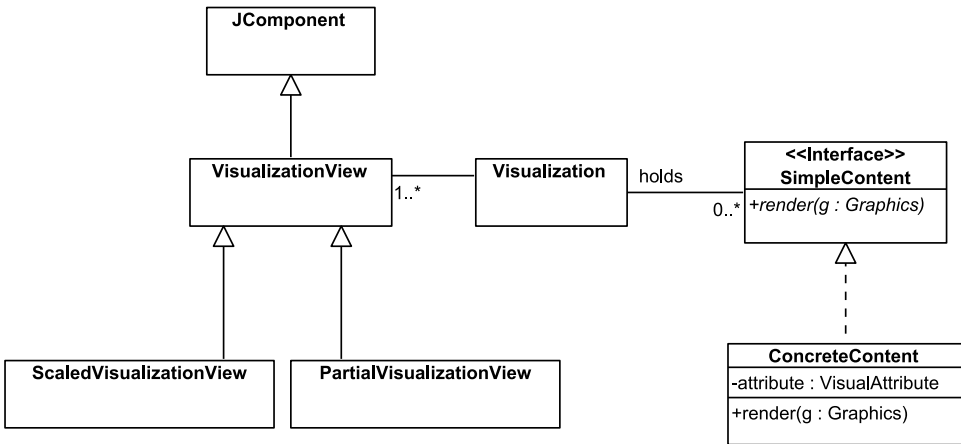 JComponent
VisualizationView
1..*
Visualization
holds
0..*
<<Interface>>
SimpleContent
+render(g : Graphics)
ScaledVisualizationView
PartialVisualizationView
ConcreteContent
-attribute : VisualAttribute
+render(g : Graphics)